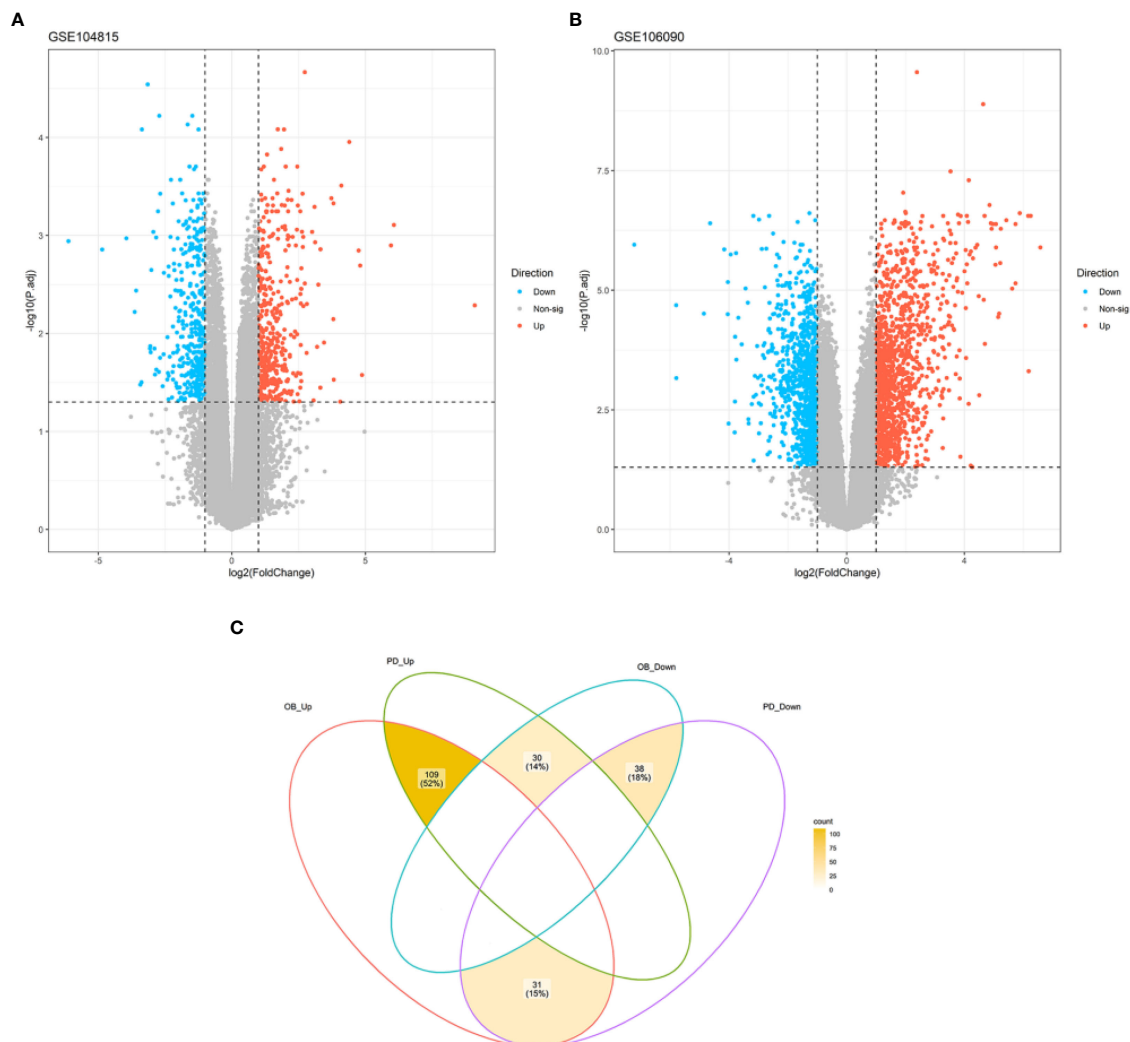 A
GSE104815
4
3
2
1
0
-log10(P.adj)
-5
0
5
log2(FoldChange)
Direction
Down
Non-sig
Up
B
GSE106090
10.0
7.5
5.0
2.5
0.0
-log10(P.adj)
-4
0
4
log2(FoldChange)
Direction
Down
Non-sig
Up
C
PD_Up
OB_Down
OB_Up
PD_Down
109
(52%)
30
(14%)
38
(18%)
31
(15%)
count
100
75
50
25
0